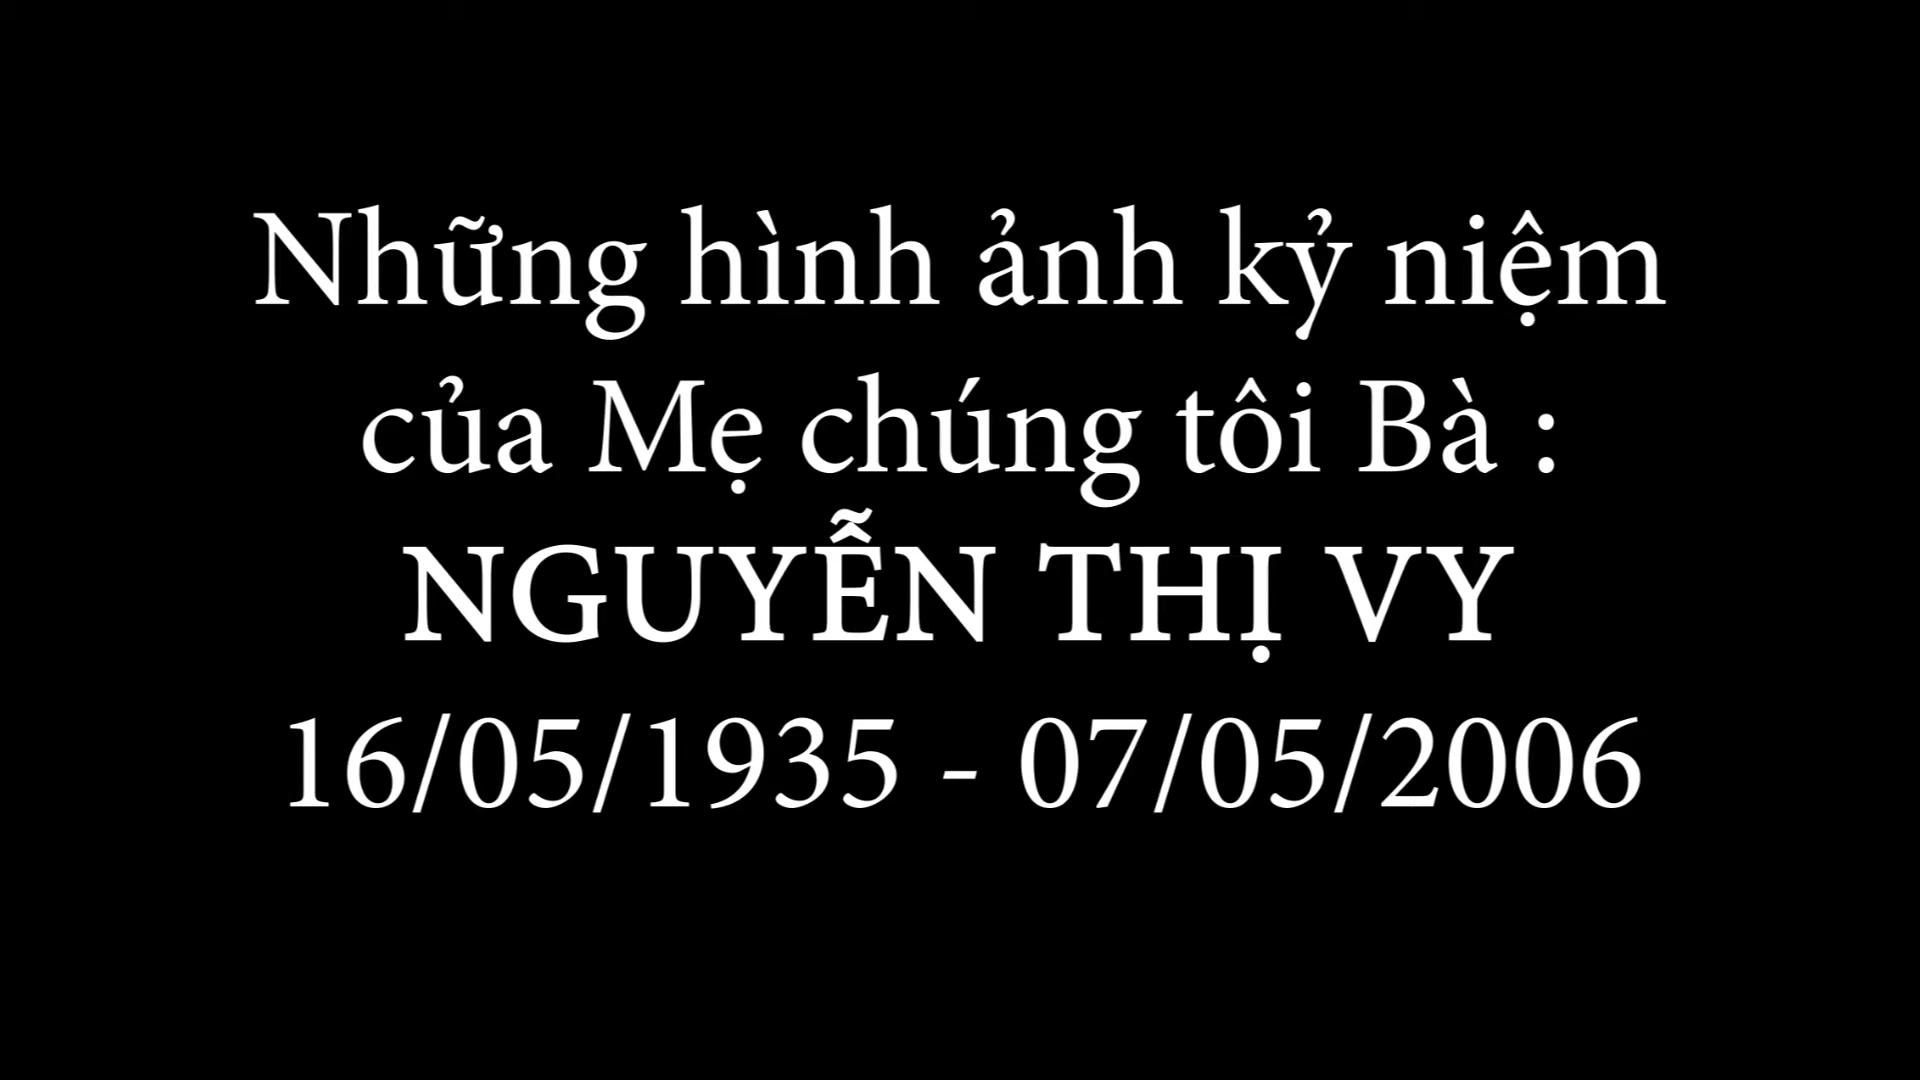 Những hình ảnh kỷ niệm
của Mẹ chúng tôi Bà :
NGUYỄN THỊ VY
16/05/1935 - 07/05/2006